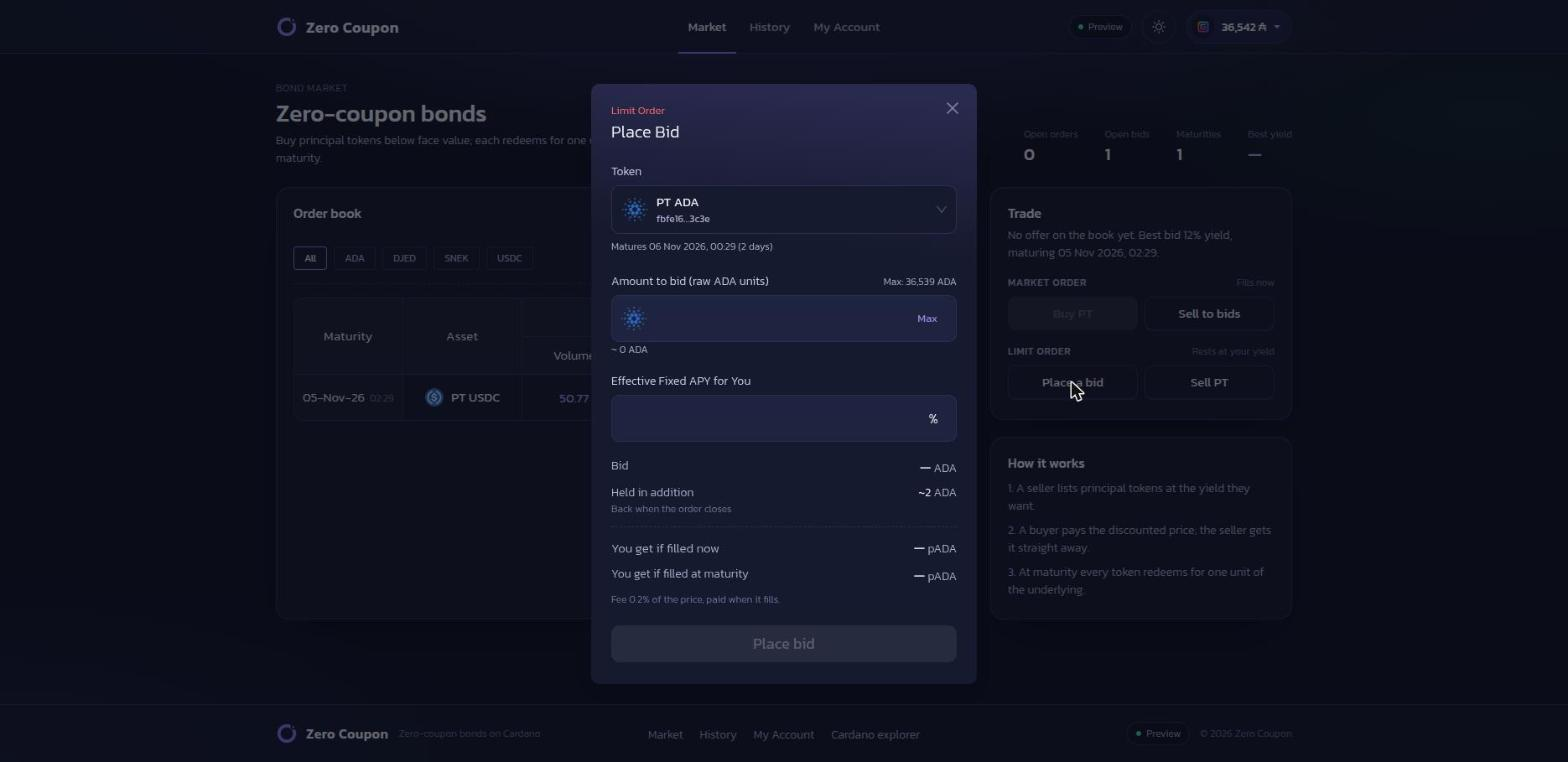 Zero Coupon
Market
History
My Account
Preview
36,542 ₳
BOND MARKET
Zero-coupon bonds
Buy principal tokens below face value; each redeems for one
maturity.
Open orders
0
Open bids
1
Maturities
1
Best yield
—
Order book
All
ADA
DJED
SNEK
USDC
Maturity
Asset
Volume
05-Nov-26 02:29
PT USDC
50.77
Limit Order
Place Bid
Token
PT ADA
fbfe16...3c3e
Matures 06 Nov 2026, 00:29 (2 days)
Amount to bid (raw ADA units)
Max: 36,539 ADA
Max
~ 0 ADA
Effective Fixed APY for You
%
Bid
— ADA
Held in addition
~2 ADA
Back when the order closes
You get if filled now
— pADA
You get if filled at maturity
— pADA
Fee 0.2% of the price, paid when it fills.
Place bid
Trade
No offer on the book yet. Best bid 12% yield,
maturing 05 Nov 2026, 02:29.
MARKET ORDER
Fills now
Buy PT
Sell to bids
LIMIT ORDER
Rests at your yield
Place a bid
Sell PT
How it works
1. A seller lists principal tokens at the yield they
want.
2. A buyer pays the discounted price; the seller gets
it straight away.
3. At maturity every token redeems for one unit of
the underlying.
Zero Coupon
Zero-coupon bonds on Cardano
Market
History
My Account
Cardano explorer
Preview
© 2026 Zero Coupon